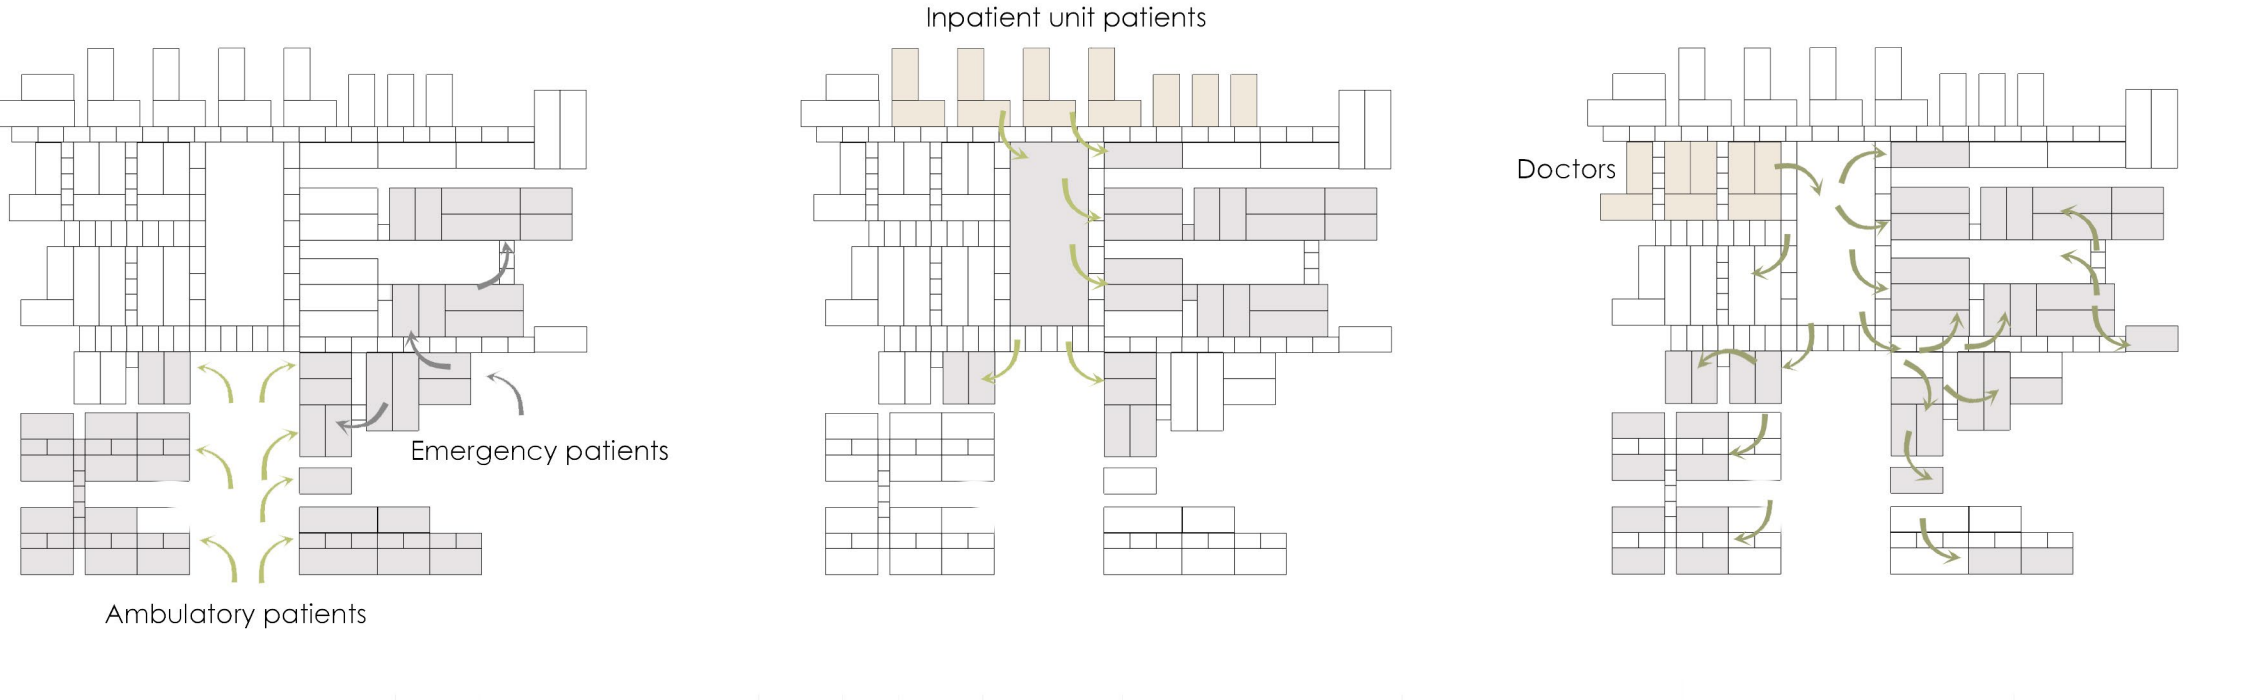 Inpatient unit patients
Doctors
Emergency patients
Ambulatory patients